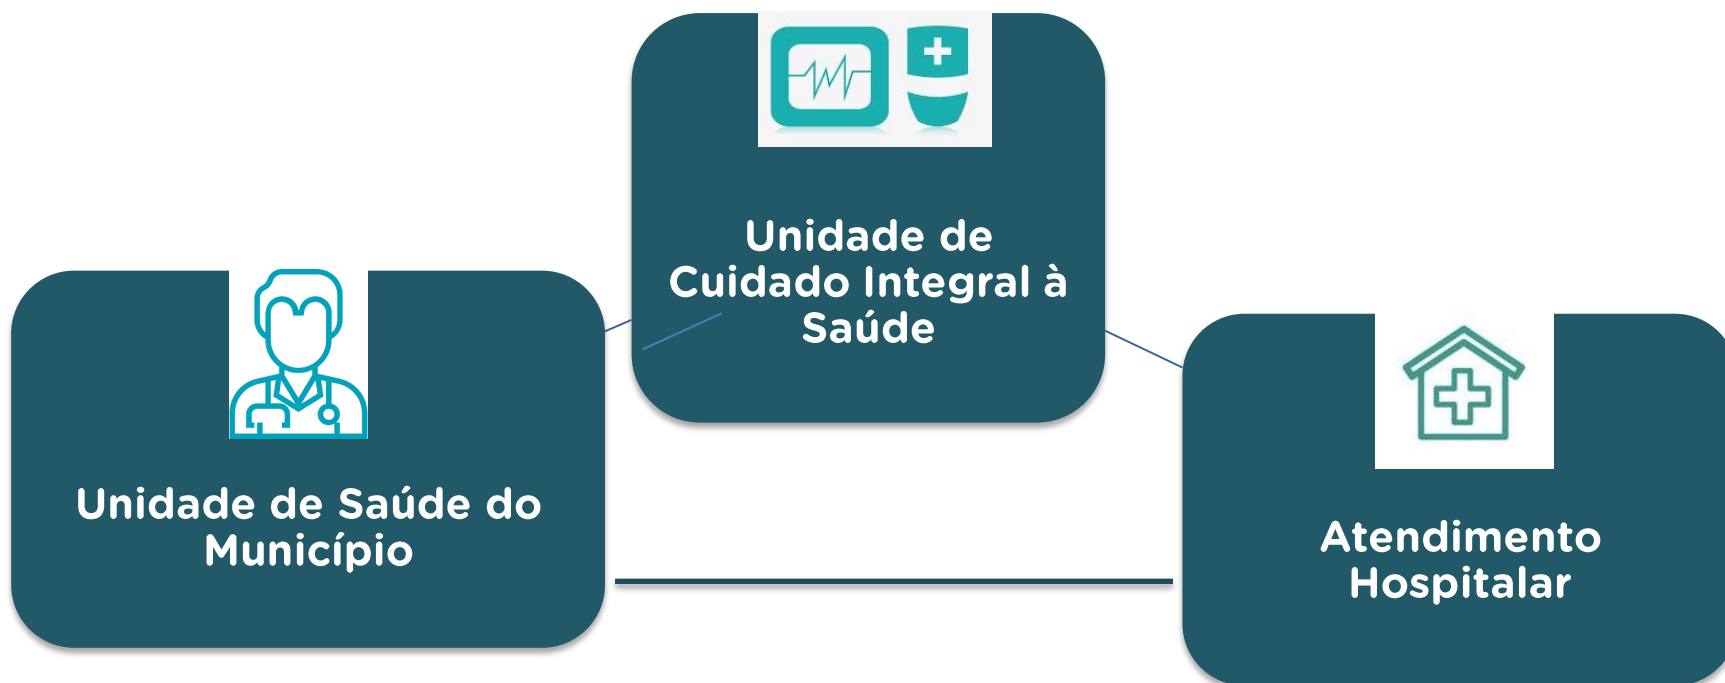 Unidade de
Cuidado Integral à
Saúde
Unidade de Saúde do
Município
Atendimento
Hospitalar